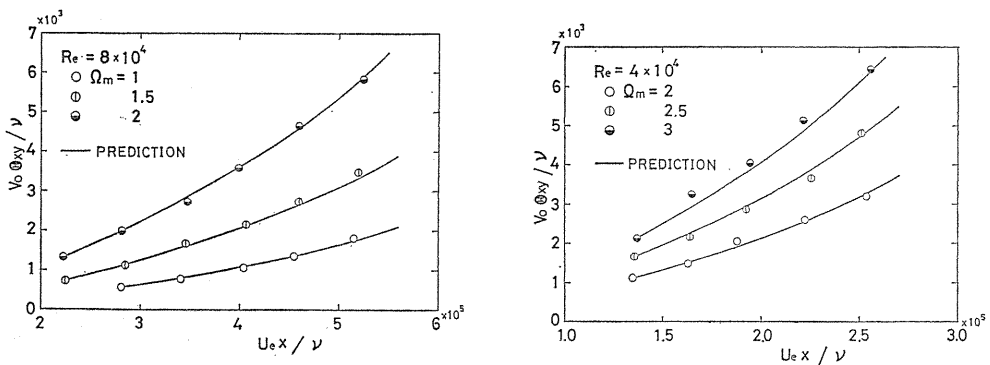 ×10³
7
6
5
4
3
2
1
0
V₀ Θxy / ν
Re = 8×10⁴
Ωm = 1
1.5
2
PREDICTION
2 3 4 5 6 ×10⁵
Ue x / ν
×10³
7
6
5
4
3
2
1
0
V₀ Θxy / ν
Re = 4×10⁴
Ωm = 2
2.5
3
PREDICTION
1.0 1.5 2.0 2.5 3.0 ×10⁵
Ue x / ν